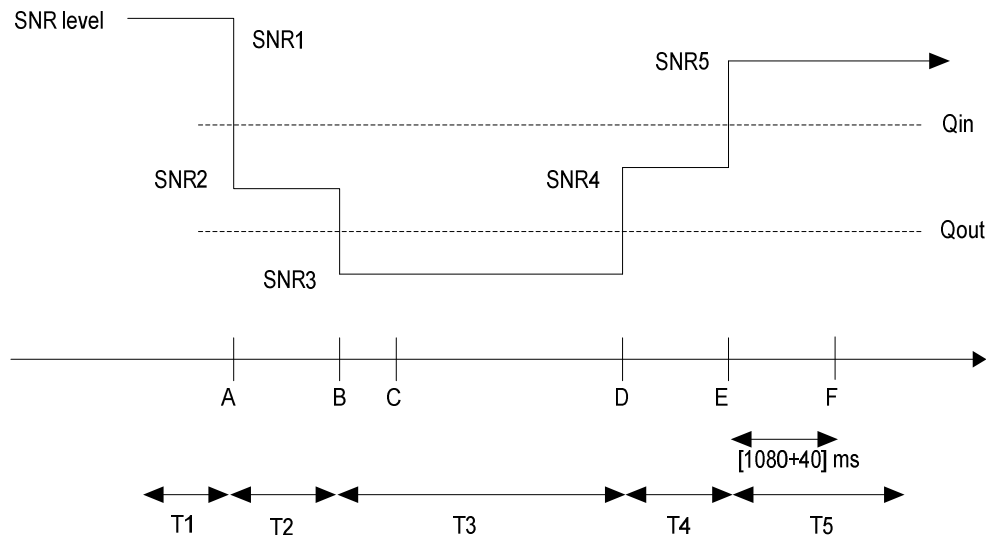 SNR level
SNR1
SNR5
Qin
SNR2
SNR4
Qout
SNR3
A
B
C
D
E
F
[1080+40] ms
T1
T2
T3
T4
T5